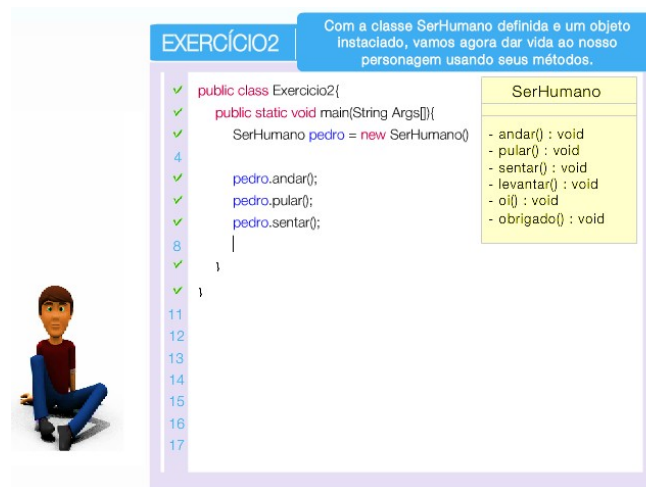 EXERCÍCIO2
Com a classe SerHumano definida e um objeto
instaciado, vamos agora dar vida ao nosso
personagem usando seus métodos.
public class Exercicio2{
public static void main(String Args[]){
SerHumano pedro = new SerHumano()
4
pedro.andar();
pedro.pular();
pedro.sentar();
8
}
}
11
12
13
14
15
16
17
SerHumano
- andar() : void
- pular() : void
- sentar() : void
- levantar() : void
- oi() : void
- obrigado() : void